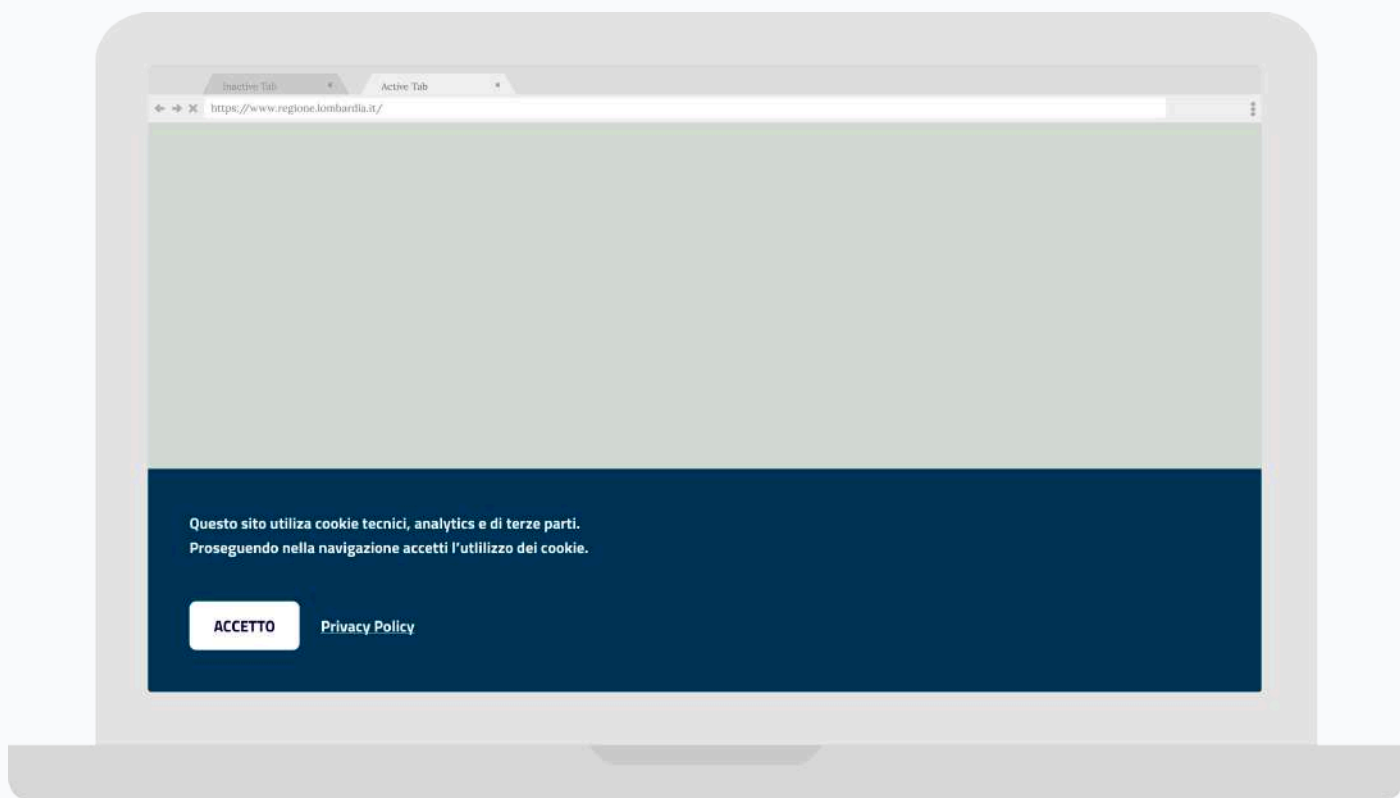 Inactive Tab
Active Tab
https://www.regione.lombardia.it/
Questo sito utiliza cookie tecnici, analytics e di terze parti.
Proseguendo nella navigazione accetti l'utlilizzo dei cookie.
ACCETTO Privacy Policy